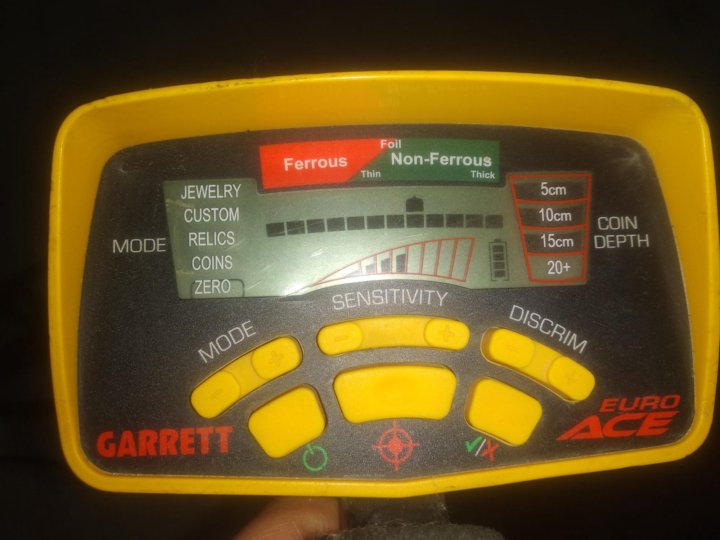 Foil
Ferrous
Non-Ferrous
Thin
Thick
JEWELRY
CUSTOM
RELICS
COINS
ZERO
MODE
5cm
10cm
15cm
20+
COIN
DEPTH
SENSITIVITY
MODE
DISCRIM
- +
- +
- +
GARRETT
EURO
ACE